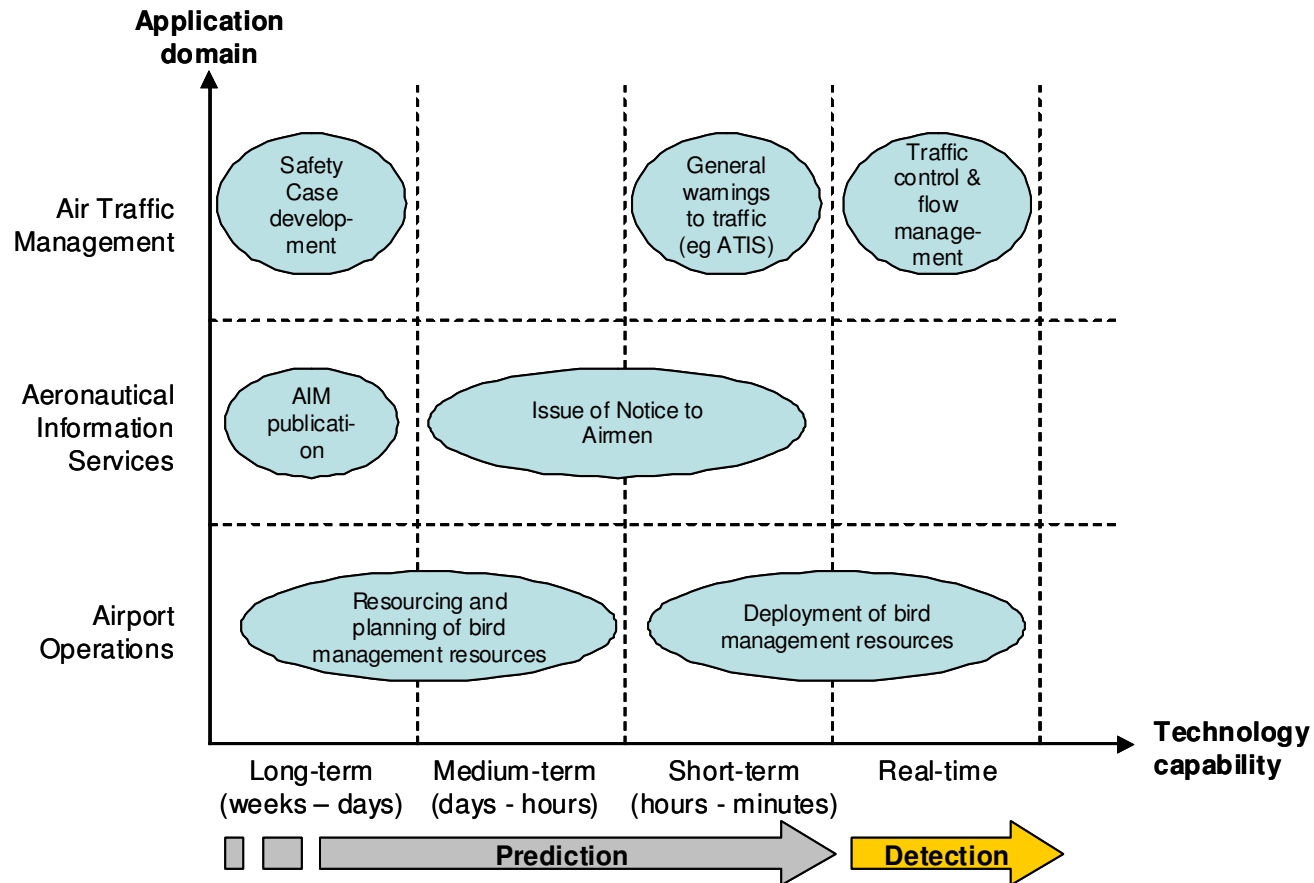 Application
domain
Air Traffic
Management
Safety
Case
develop-
ment
General
warnings
to traffic
(eg ATIS)
Traffic
control &
flow
manage-
ment
Aeronautical
Information
Services
AIM
publicati-
on
Issue of Notice to
Airmen
Airport
Operations
Resourcing and
planning of bird
management resources
Deployment of bird
management resources
Technology
capability
Long-term
(weeks – days)
Medium-term
(days - hours)
Short-term
(hours - minutes)
Real-time
Prediction
Detection